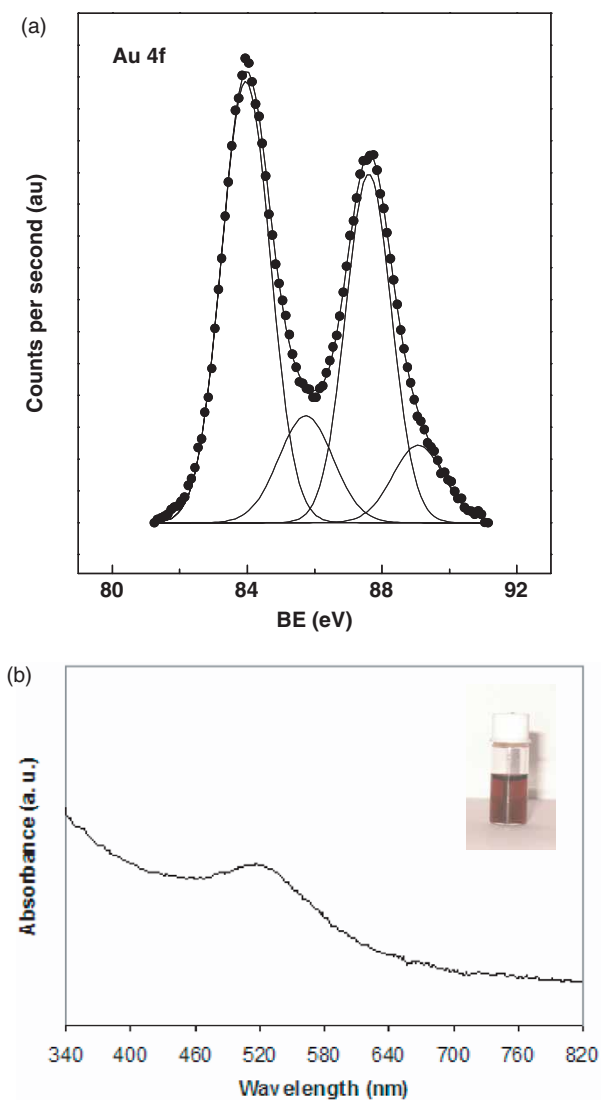 (a)
Au 4f
Counts per second (au)
80 84 88 92
BE (eV)
(b)
Absorbance (a. u.)
340 400 460 520 580 640 700 760 820
Wavelength (nm)